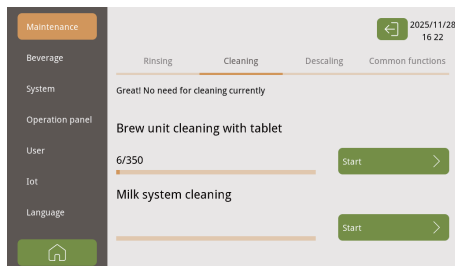 Maintenance
Beverage
System
Operation panel
User
Iot
Language
2025/11/28
16 22
Rinsing
Cleaning
Descaling
Common functions
Great! No need for cleaning currently
Brew unit cleaning with tablet
6/350
Start
Milk system cleaning
Start